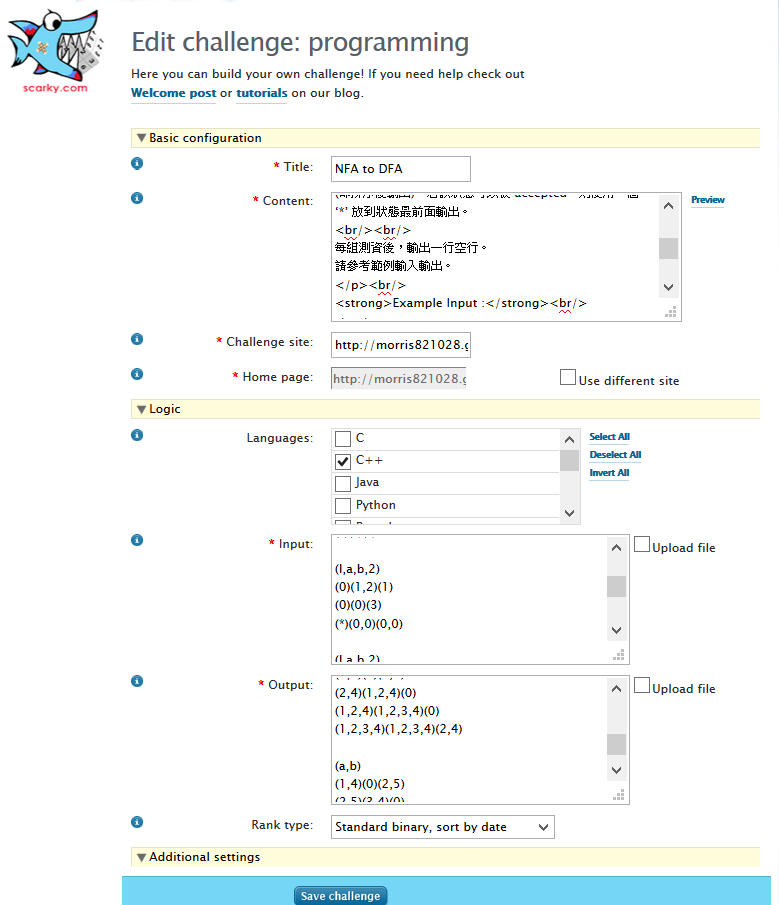 scarky.com
Edit challenge: programming
Here you can build your own challenge! If you need help check out
Welcome post or tutorials on our blog.
▼Basic configuration
* Title: NFA to DFA
* Content:
'*' 放到狀態最前面輸出。
<br/><br/>
每組測資後，輸出一行空行。
請參考範例輸入輸出。
</p><br/>
<strong>Example Input :</strong><br/>
Preview
* Challenge site: http://morris821028.g
* Home page: http://morris821028.g
Use different site
▼Logic
Languages:
C
C++
Java
Python
Select All
Deselect All
Invert All
* Input:
(I,a,b,2)
(0)(1,2)(1)
(0)(0)(3)
(*)(0,0)(0,0)
(I,a,b,2)
Upload file
* Output:
(2,4)(1,2,4)(0)
(1,2,4)(1,2,3,4)(0)
(1,2,3,4)(1,2,3,4)(2,4)
(a,b)
(1,4)(0)(2,5)
(2,5)(3,4)(0)
Upload file
Rank type: Standard binary, sort by date
▼Additional settings
Save challenge